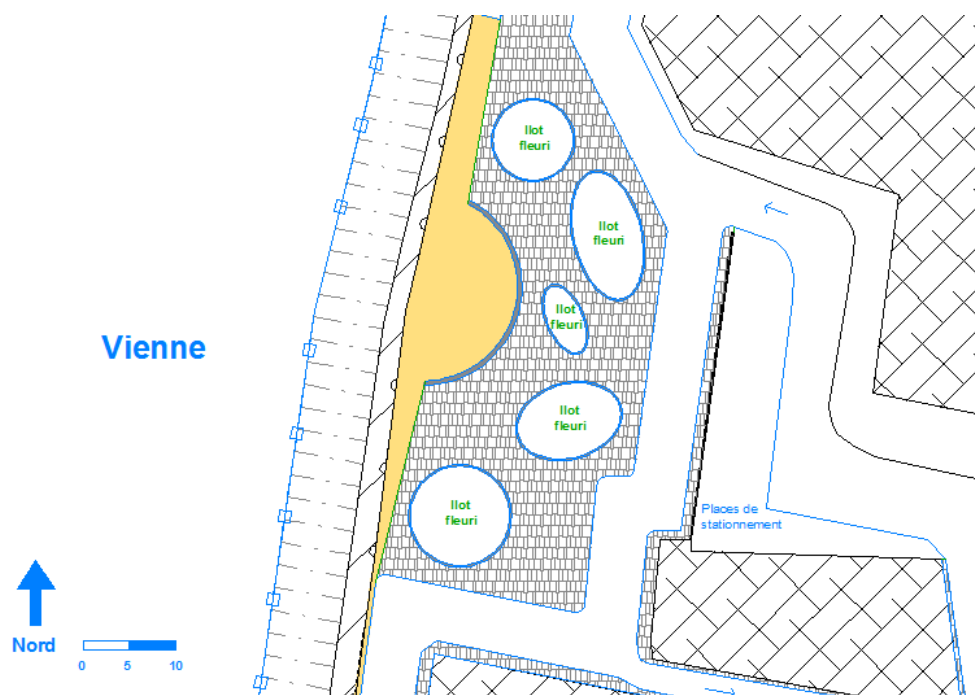 Ilot
fleuri
Ilot
fleuri
Ilot
fleuri
Vienne
Ilot
fleuri
Ilot
fleuri
Places de
stationnement
Nord
0 5 10